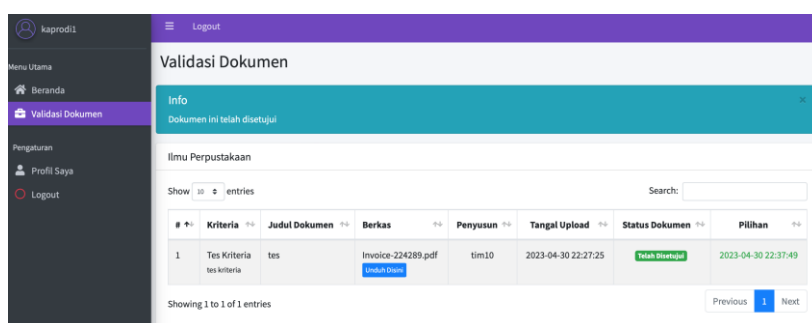 kaprodi1
Logout
Menu Utama
Beranda
Validasi Dokumen
Pengaturan
Profil Saya
Logout
Validasi Dokumen
Info
×
Dokumen ini telah disetujui
Ilmu Perpustakaan
Show 10 entries
Search:
# Kriteria Judul Dokumen Berkas Penyusun Tangal Upload Status Dokumen Pilihan
1 Tes Kriteria tes Invoice-224289.pdf tim10 2023-04-30 22:27:25 Telah Disetujui 2023-04-30 22:37:49
tes kriteria Unduh Disini
Showing 1 to 1 of 1 entries
Previous 1 Next